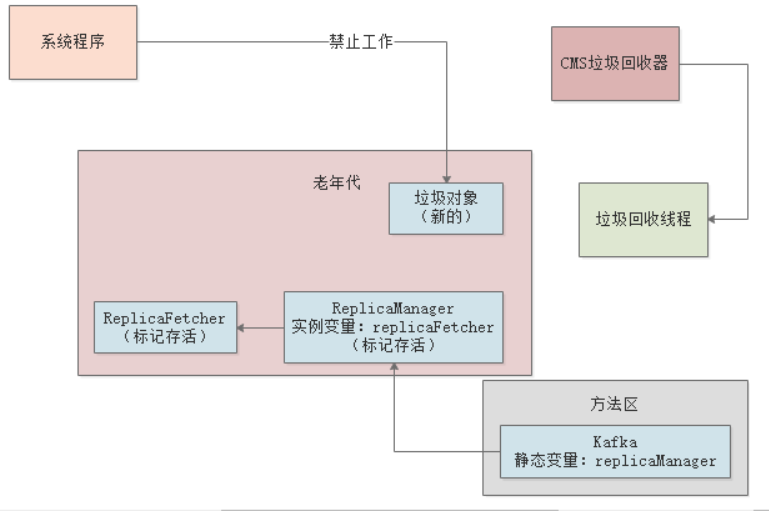 系统程序
禁止工作
CMS垃圾回收器
老年代
垃圾对象
（新的）
垃圾回收线程
ReplicaFetcher
（标记存活）
ReplicaManager
实例变量：replicaFetcher
（标记存活）
方法区
Kafka
静态变量：replicaManager